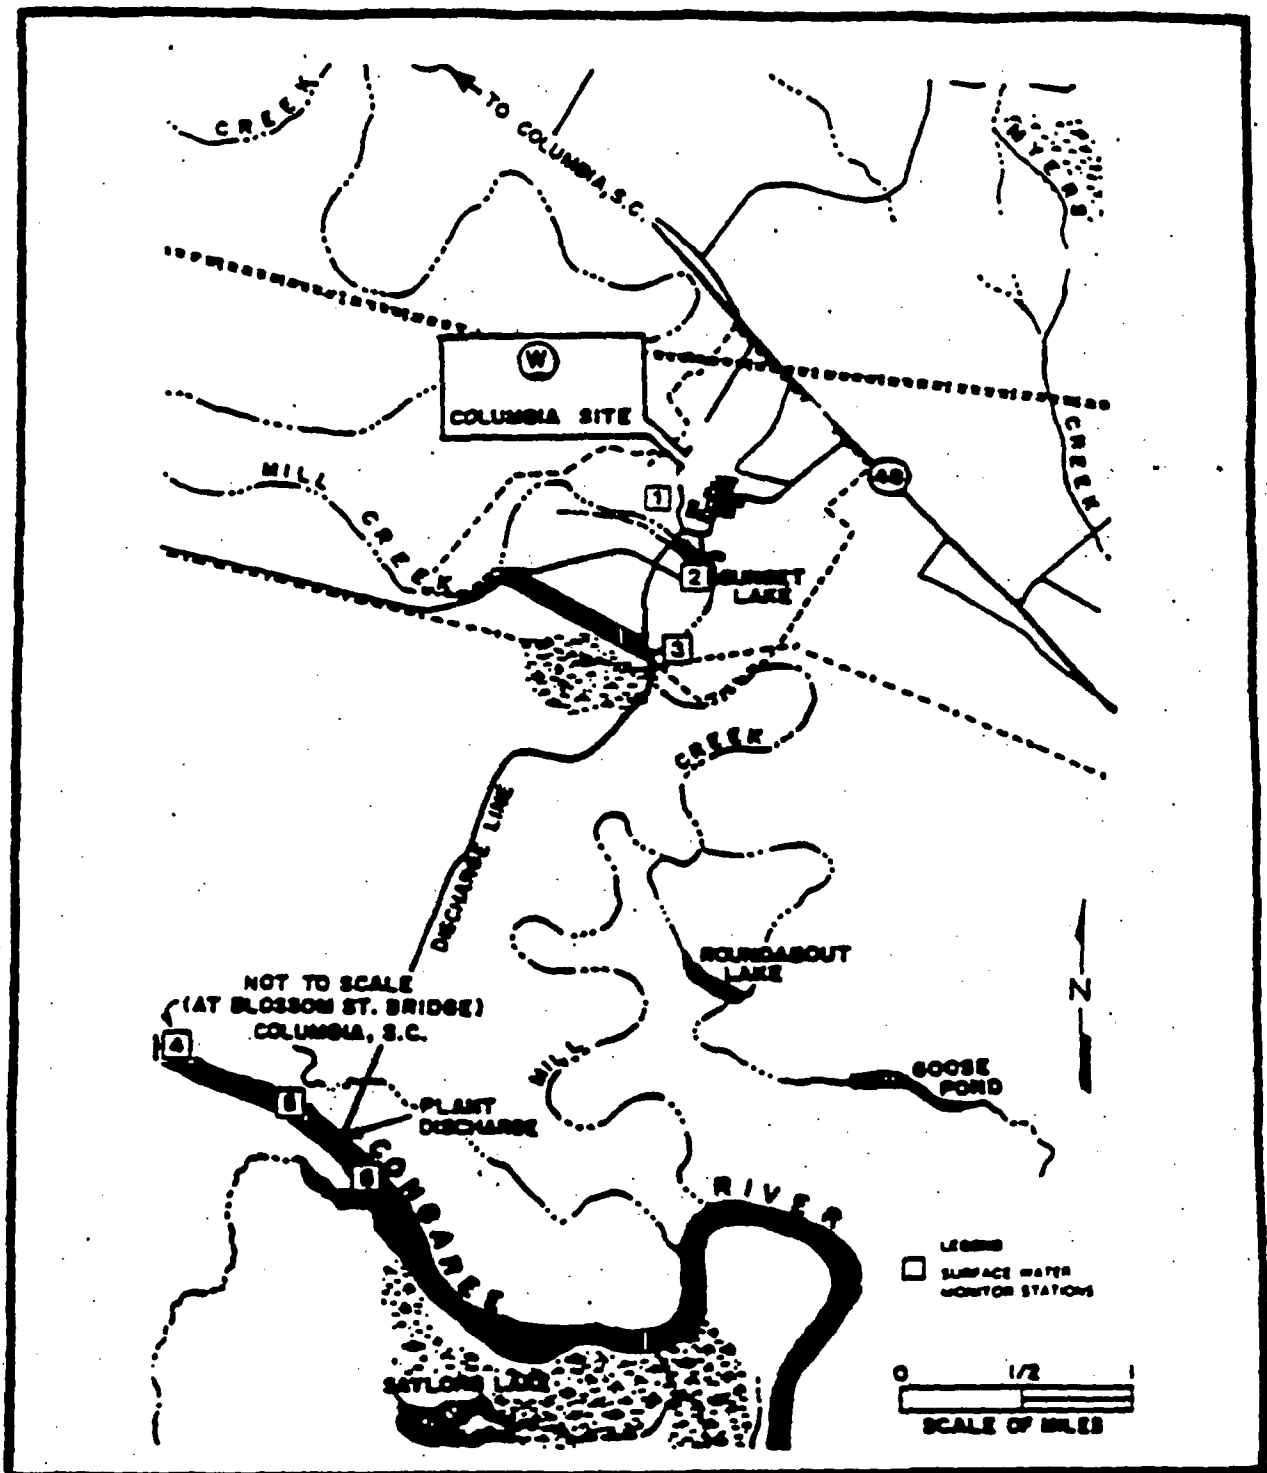 CREEK
TO COLUMBIA, S.C.
MYERS
CREEK
W
COLUMBIA SITE
MILL
CREEK
48
1
2
SUNSET
LAKE
3
CREEK
DISCHARGE LINE
ROUNDABOUT
LAKE
NOT TO SCALE
(AT BLOSSOM ST. BRIDGE)
COLUMBIA, S.C.
N
4
MILL
GOOSE
POND
PLANT
DISCHARGE
CONGAREE
RIVER
LEGEND
SURFACE WATER
MONITOR STATIONS
0 1/2 1
SCALE OF MILES
LAKE